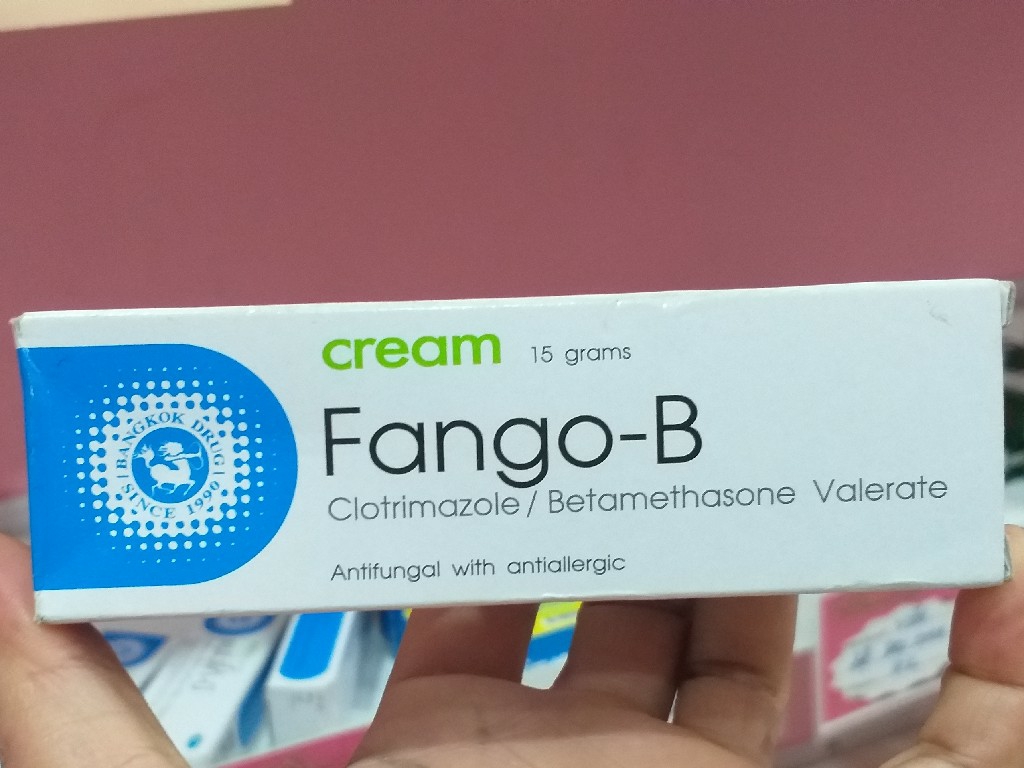 BANGKOK DRUG
SINCE 1990
cream 15 grams
Fango-B
Clotrimazole/Betamethasone Valerate
Antifungal with antiallergic